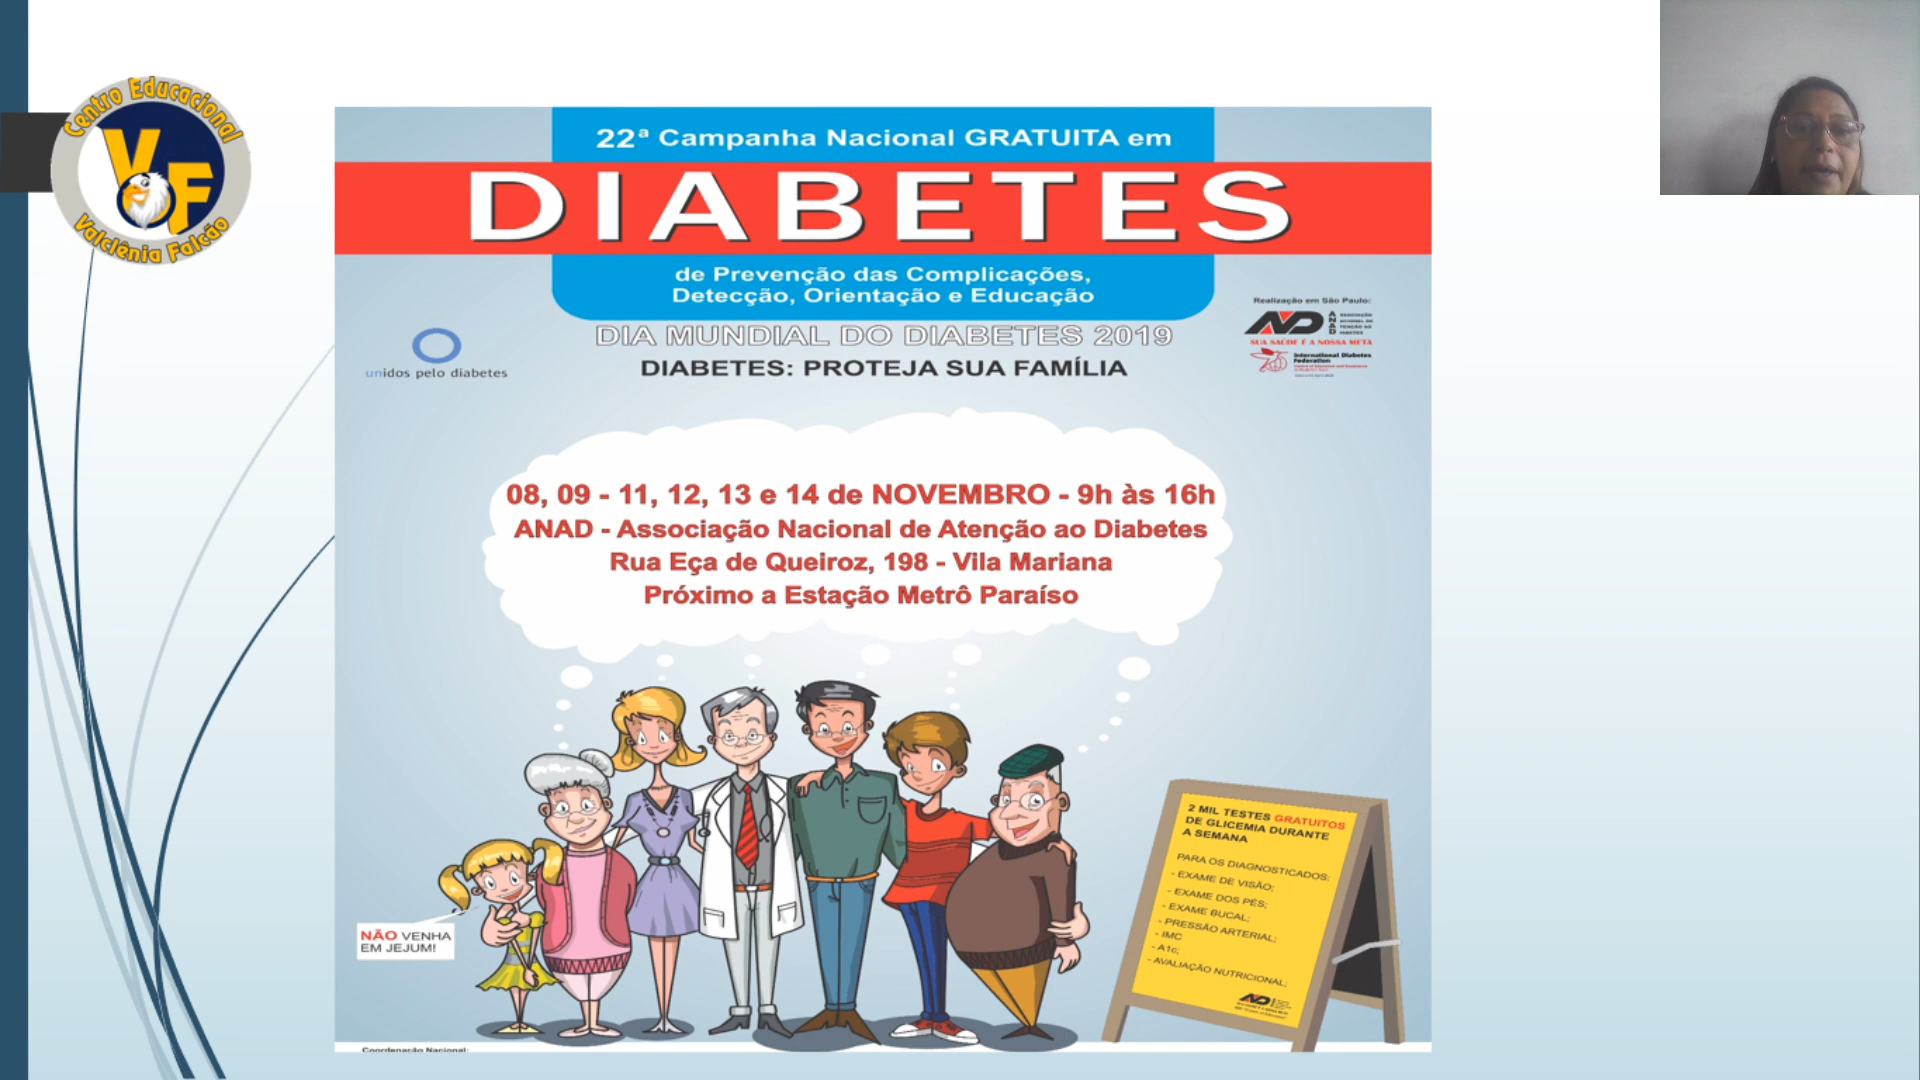 Centro Educacional
VF
Valclênia Falcão
22ª Campanha Nacional GRATUITA em
DIABETES
de Prevenção das Complicações,
Detecção, Orientação e Educação
DIA MUNDIAL DO DIABETES 2019
DIABETES: PROTEJA SUA FAMÍLIA
unidos pelo diabetes
Realização em São Paulo:
ANAD
SUA SAÚDE É A NOSSA META
International Diabetes
Federation
08, 09 - 11, 12, 13 e 14 de NOVEMBRO - 9h às 16h
ANAD - Associação Nacional de Atenção ao Diabetes
Rua Eça de Queiroz, 198 - Vila Mariana
Próximo a Estação Metrô Paraíso
NÃO VENHA
EM JEJUM!
2 MIL TESTES GRATUITOS
DE GLICEMIA DURANTE
A SEMANA
PARA OS DIAGNOSTICADOS:
- EXAME DE VISÃO;
- EXAME DOS PÉS;
- EXAME BUCAL;
- PRESSÃO ARTERIAL;
- IMC
- A1c;
- AVALIAÇÃO NUTRICIONAL;
Coordenação Nacional: